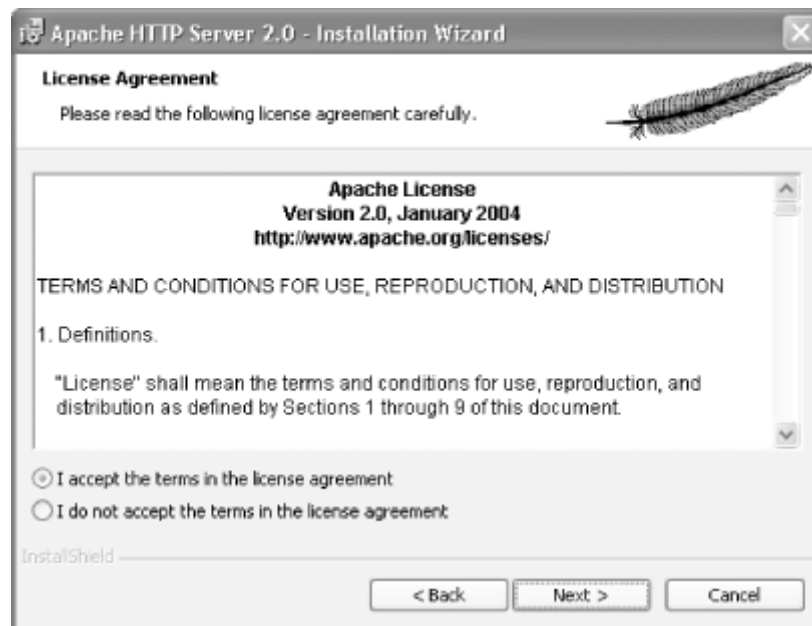 Apache HTTP Server 2.0 - Installation Wizard
License Agreement
Please read the following license agreement carefully.
Apache License
Version 2.0, January 2004
http://www.apache.org/licenses/
TERMS AND CONDITIONS FOR USE, REPRODUCTION, AND DISTRIBUTION
1. Definitions.
"License" shall mean the terms and conditions for use, reproduction, and
distribution as defined by Sections 1 through 9 of this document.
I accept the terms in the license agreement
I do not accept the terms in the license agreement
InstallShield
< Back
Next >
Cancel